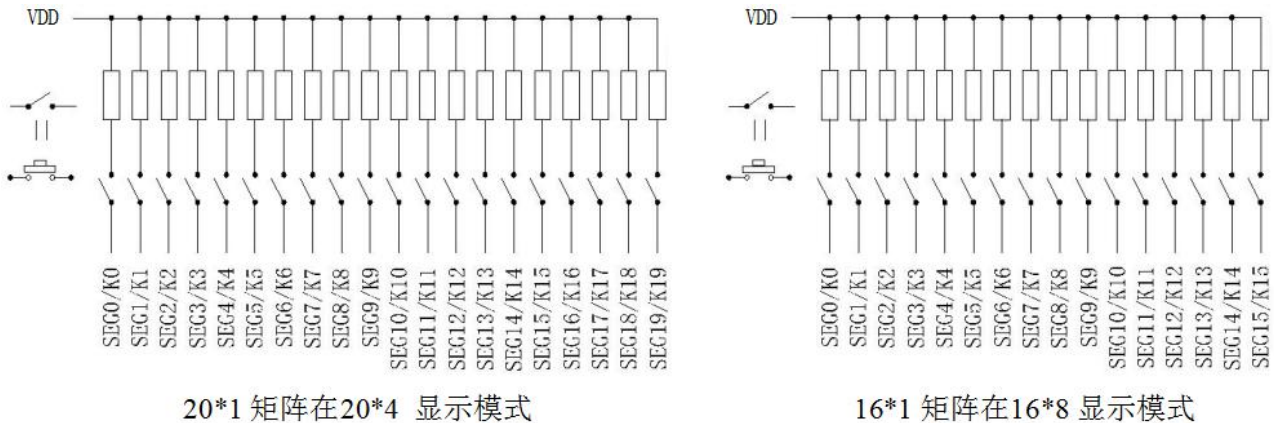 VDD
SEG0/K0
SEG1/K1
SEG2/K2
SEG3/K3
SEG4/K4
SEG5/K5
SEG6/K6
SEG7/K7
SEG8/K8
SEG9/K9
SEG10/K10
SEG11/K11
SEG12/K12
SEG13/K13
SEG14/K14
SEG15/K15
SEG16/K16
SEG17/K17
SEG18/K18
SEG19/K19
20*1 矩阵在20*4 显示模式
VDD
SEG0/K0
SEG1/K1
SEG2/K2
SEG3/K3
SEG4/K4
SEG5/K5
SEG6/K6
SEG7/K7
SEG8/K8
SEG9/K9
SEG10/K10
SEG11/K11
SEG12/K12
SEG13/K13
SEG14/K14
SEG15/K15
16*1 矩阵在16*8 显示模式